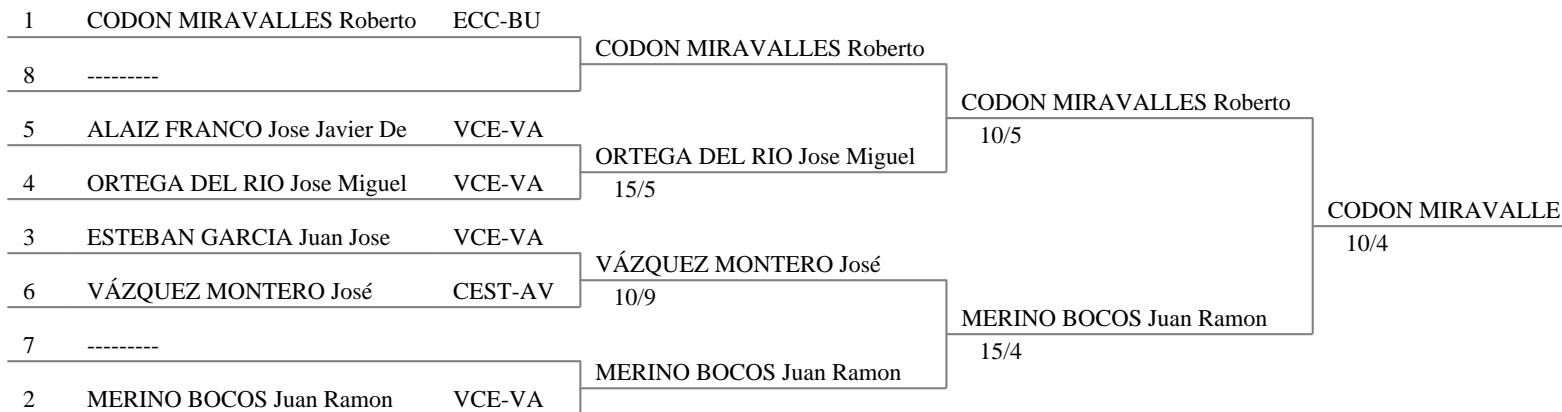 1 CODON MIRAVALLES Roberto ECC-BU
CODON MIRAVALLES Roberto
8 ---------
CODON MIRAVALLES Roberto
5 ALAIZ FRANCO Jose Javier De VCE-VA
10/5
ORTEGA DEL RIO Jose Miguel
4 ORTEGA DEL RIO Jose Miguel VCE-VA
15/5
CODON MIRAVALLE
3 ESTEBAN GARCIA Juan Jose VCE-VA
10/4
VÁZQUEZ MONTERO José
6 VÁZQUEZ MONTERO José CEST-AV
10/9
MERINO BOCOS Juan Ramon
7 ---------
15/4
MERINO BOCOS Juan Ramon
2 MERINO BOCOS Juan Ramon VCE-VA